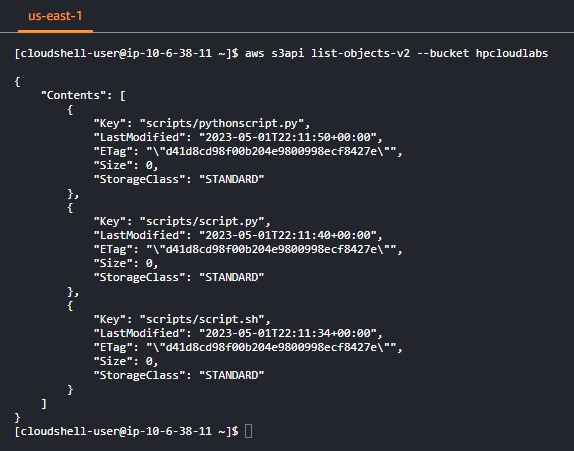 us-east-1
[cloudshell-user@ip-10-6-38-11 ~]$ aws s3api list-objects-v2 --bucket hpcloudlabs
{
    "Contents": [
        {
            "Key": "scripts/pythonscript.py",
            "LastModified": "2023-05-01T22:11:50+00:00",
            "ETag": "\"d41d8cd98f00b204e9800998ecf8427e\"",
            "Size": 0,
            "StorageClass": "STANDARD"
        },
        {
            "Key": "scripts/script.py",
            "LastModified": "2023-05-01T22:11:40+00:00",
            "ETag": "\"d41d8cd98f00b204e9800998ecf8427e\"",
            "Size": 0,
            "StorageClass": "STANDARD"
        },
        {
            "Key": "scripts/script.sh",
            "LastModified": "2023-05-01T22:11:34+00:00",
            "ETag": "\"d41d8cd98f00b204e9800998ecf8427e\"",
            "Size": 0,
            "StorageClass": "STANDARD"
        }
    ]
}
[cloudshell-user@ip-10-6-38-11 ~]$